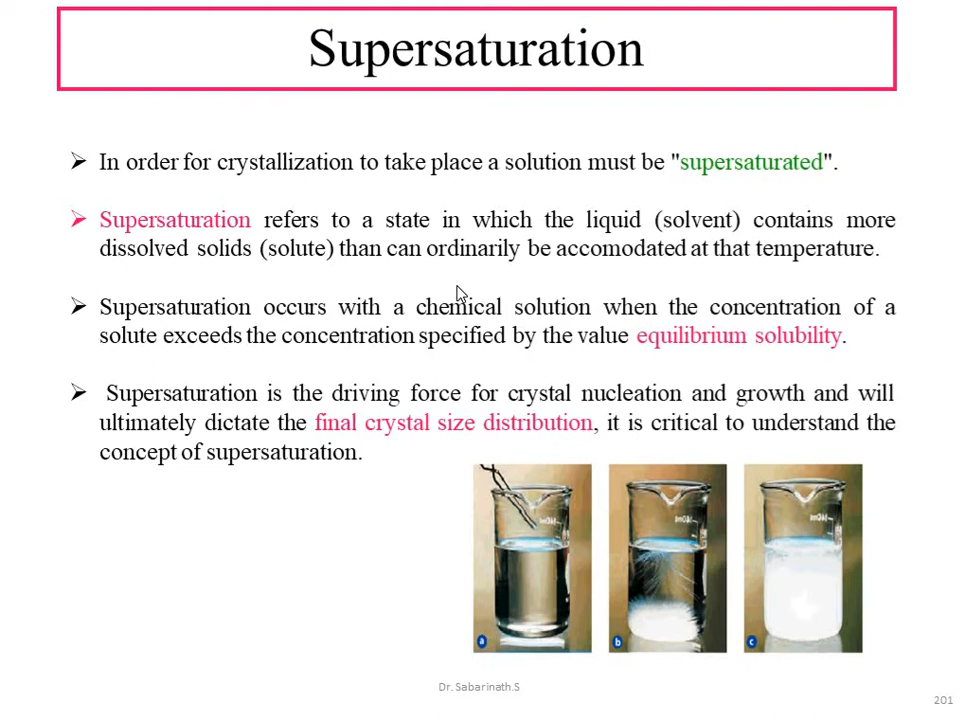 Supersaturation
➢ In order for crystallization to take place a solution must be "supersaturated".
➢ Supersaturation refers to a state in which the liquid (solvent) contains more
dissolved solids (solute) than can ordinarily be accomodated at that temperature.
➢ Supersaturation occurs with a chemical solution when the concentration of a
solute exceeds the concentration specified by the value equilibrium solubility.
➢ Supersaturation is the driving force for crystal nucleation and growth and will
ultimately dictate the final crystal size distribution, it is critical to understand the
concept of supersaturation.
a b c
Dr. Sabarinath.S
201